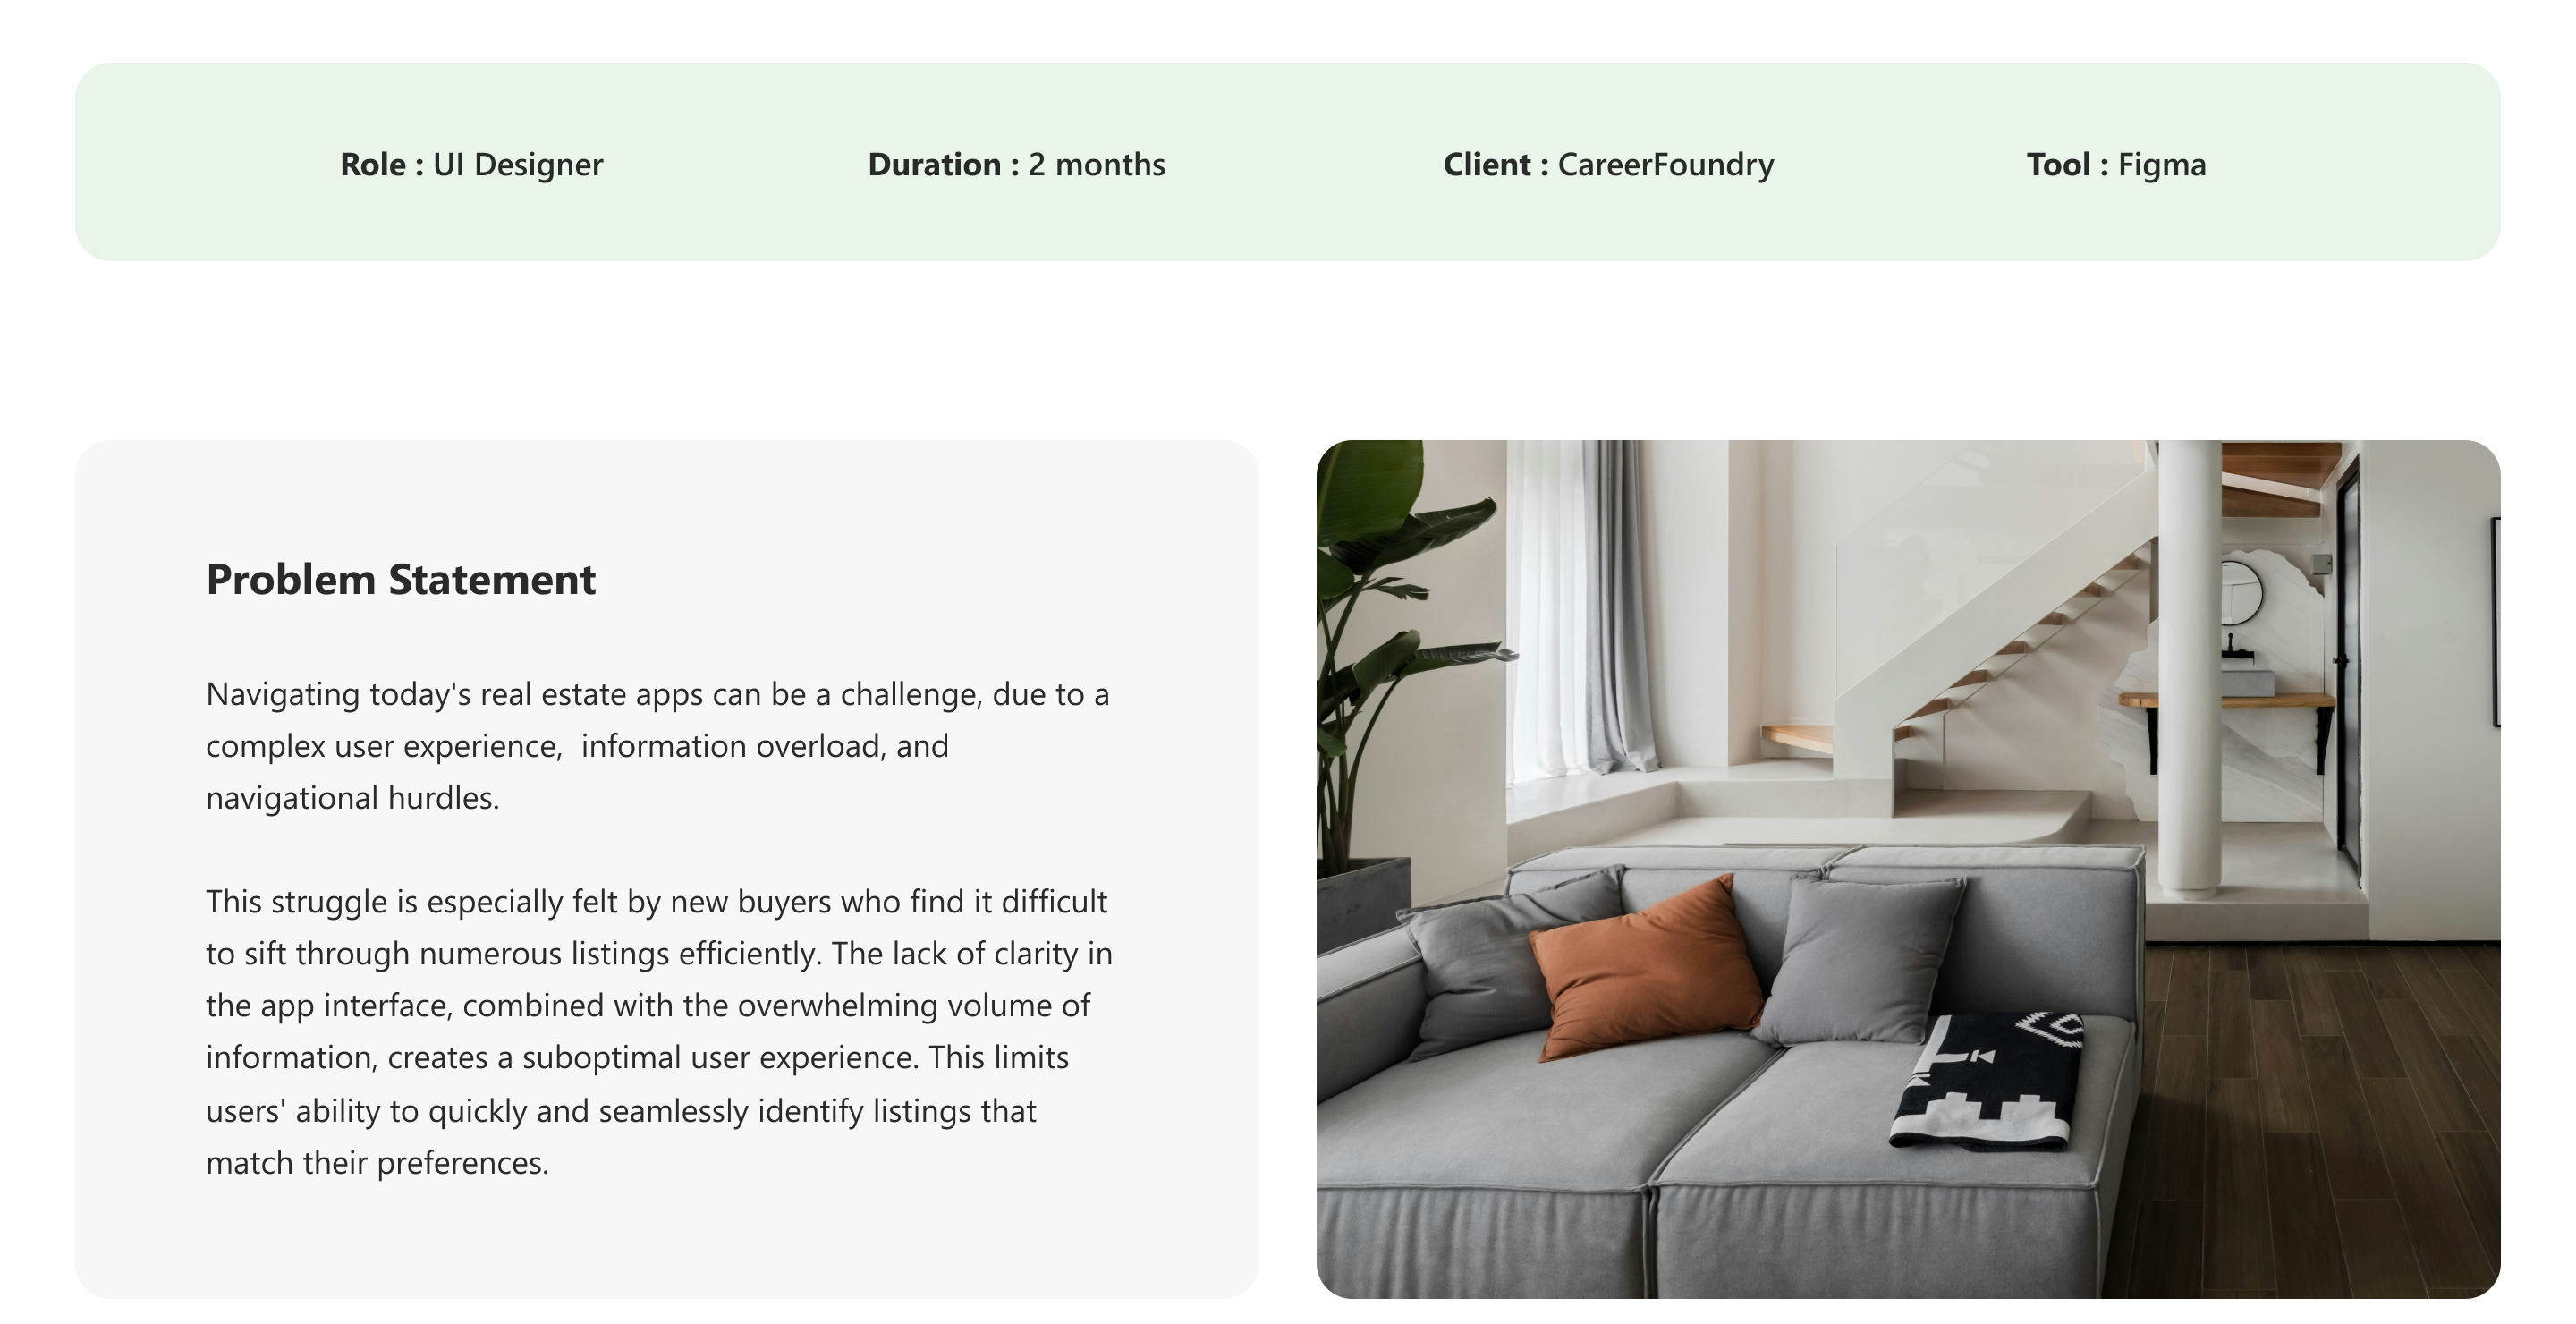 Role : UI Designer
Duration : 2 months
Client : CareerFoundry
Tool : Figma
Problem Statement
Navigating today's real estate apps can be a challenge, due to a
complex user experience,  information overload, and
navigational hurdles.
This struggle is especially felt by new buyers who find it difficult
to sift through numerous listings efficiently. The lack of clarity in
the app interface, combined with the overwhelming volume of
information, creates a suboptimal user experience. This limits
users' ability to quickly and seamlessly identify listings that
match their preferences.